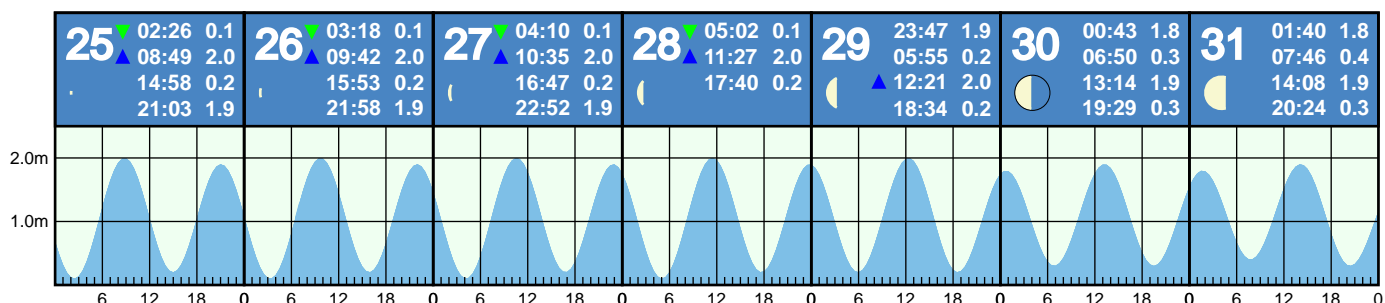 25 ▼ 02:26 0.1
▲ 08:49 2.0
14:58 0.2
21:03 1.9
26 ▼ 03:18 0.1
▲ 09:42 2.0
15:53 0.2
21:58 1.9
27 ▼ 04:10 0.1
▲ 10:35 2.0
16:47 0.2
22:52 1.9
28 ▼ 05:02 0.1
▲ 11:27 2.0
17:40 0.2
29 23:47 1.9
05:55 0.2
▲ 12:21 2.0
18:34 0.2
30 00:43 1.8
06:50 0.3
13:14 1.9
19:29 0.3
31 01:40 1.8
07:46 0.4
14:08 1.9
20:24 0.3
2.0m
1.0m
6 12 18 0 6 12 18 0 6 12 18 0 6 12 18 0 6 12 18 0 6 12 18 0 6 12 18 0